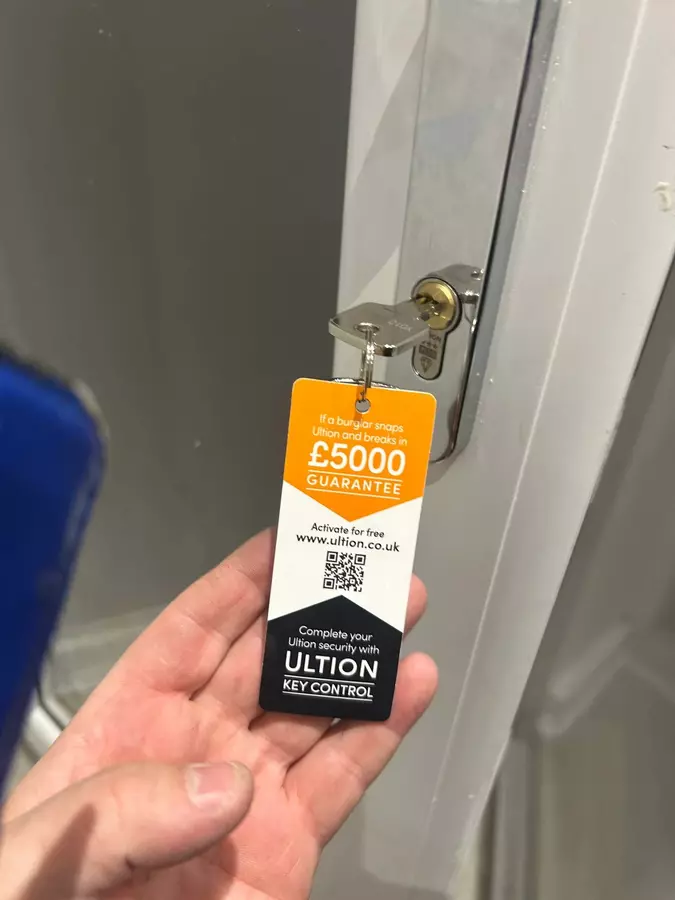 If a burglar snaps
Ultion and breaks in
£5000
GUARANTEE
Activate for free
www.ultion.co.uk
Complete your
Ultion security with
ULTION
KEY CONTROL